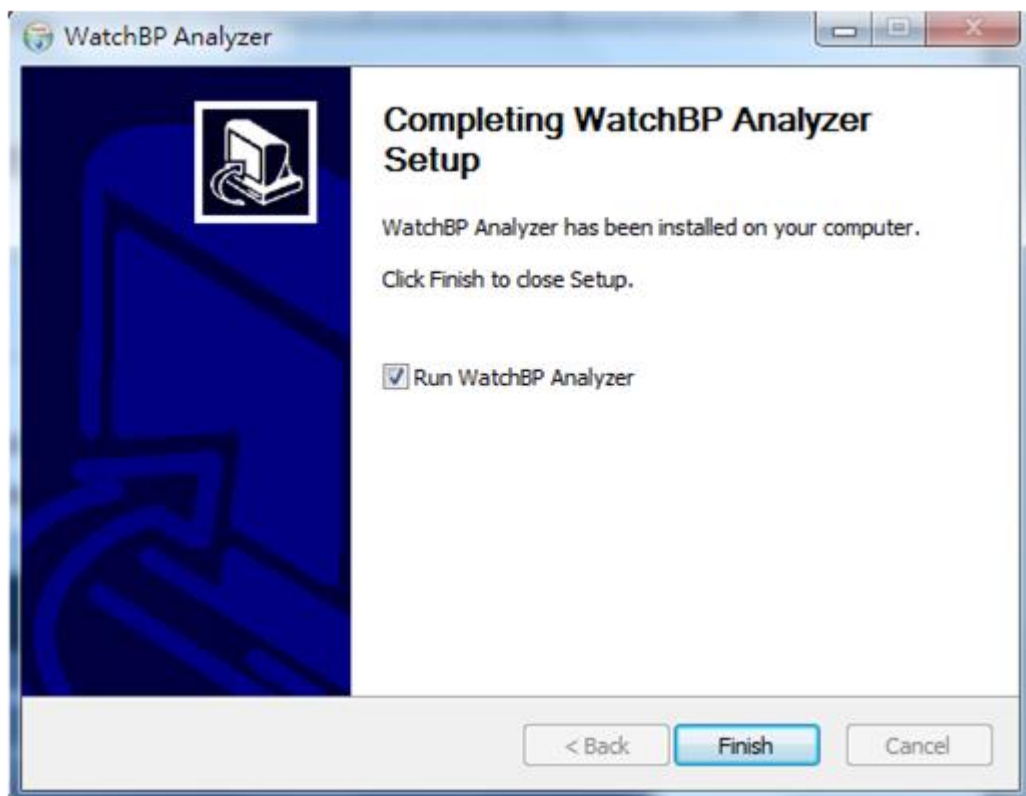 WatchBP Analyzer
Completing WatchBP Analyzer
Setup
WatchBP Analyzer has been installed on your computer.
Click Finish to close Setup.
Run WatchBP Analyzer
< Back
Finish
Cancel